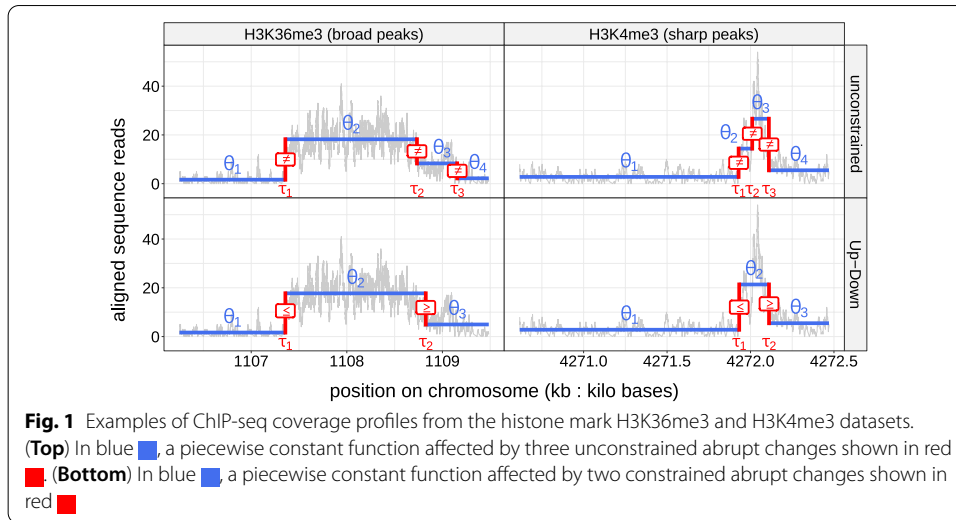 H3K36me3 (broad peaks) H3K4me3 (sharp peaks)
aligned sequence reads
40
20
0
θ1 θ2 θ3 θ4
≠ ≠ ≠
τ1 τ2 τ3
θ1 θ2 θ3 θ4
≠ ≠ ≠
τ1 τ2 τ3
unconstrained
40
20
0
θ1 θ2 θ3
≤ ≥
τ1 τ2
θ1 θ2 θ3
≤ ≥
τ1 τ2
Up−Down
1107 1108 1109 4271.0 4271.5 4272.0 4272.5
position on chromosome (kb : kilo bases)
Fig. 1 Examples of ChIP-seq coverage profiles from the histone mark H3K36me3 and H3K4me3 datasets.
(Top) In blue , a piecewise constant function affected by three unconstrained abrupt changes shown in red
. (Bottom) In blue , a piecewise constant function affected by two constrained abrupt changes shown in
red